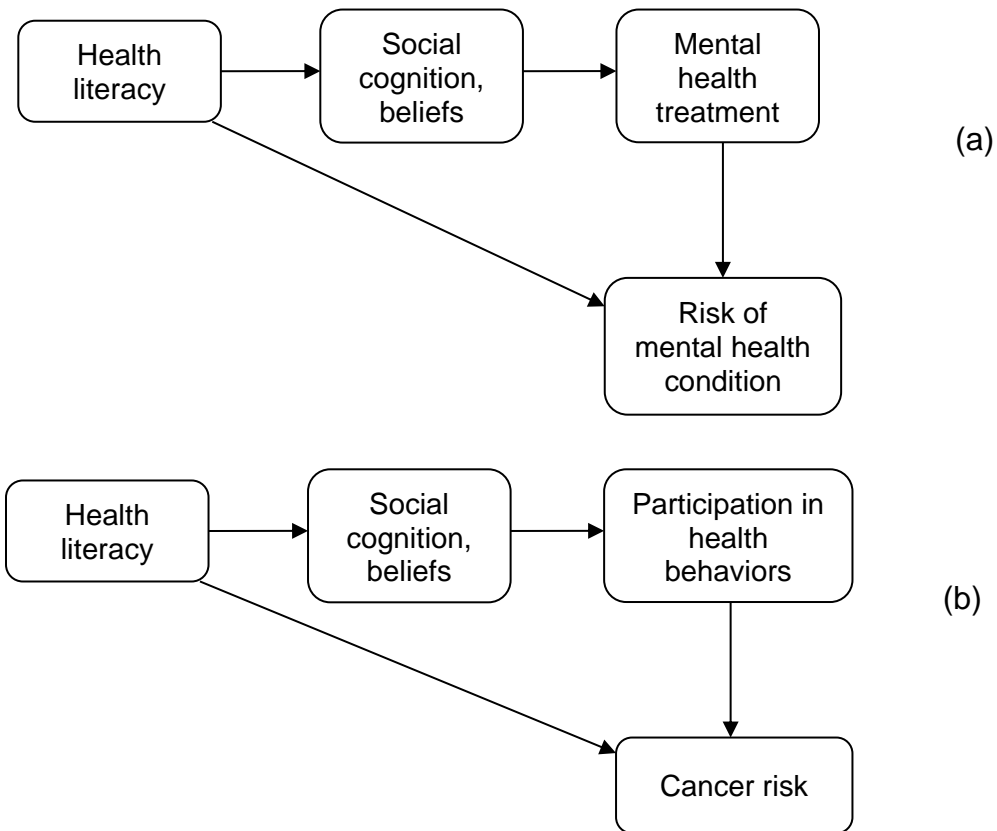 Health
literacy
Social
cognition,
beliefs
Mental
health
treatment
(a)
Risk of
mental health
condition
Health
literacy
Social
cognition,
beliefs
Participation in
health
behaviors
(b)
Cancer risk